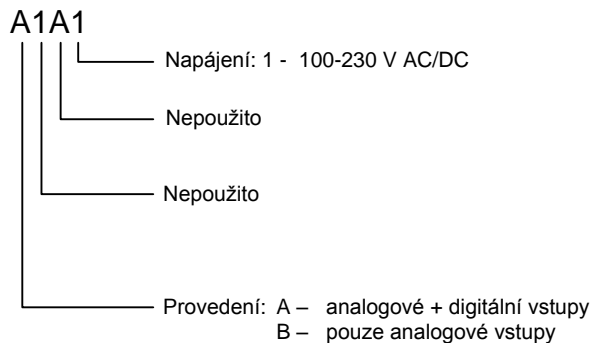 A1A1
Napájení: 1 - 100-230 V AC/DC
Nepoužito
Nepoužito
Provedení: A – analogové + digitální vstupy
B – pouze analogové vstupy